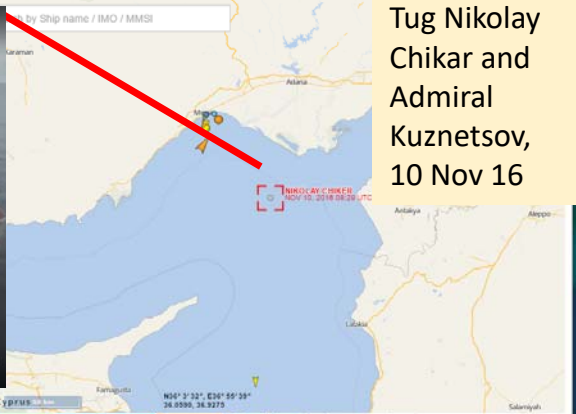 by Ship name / IMO / MMSI
Karaman
Adana
NIKOLAY CHIKER
NOV 10, 2016 08:29 UTC
Antakya
Aleppo
Latakia
Famagusta
N36° 3' 32", E36° 55' 39"
36.0590, 36.9275
yprus
Salamiyah
Tug Nikolay
Chikar and
Admiral
Kuznetsov,
10 Nov 16